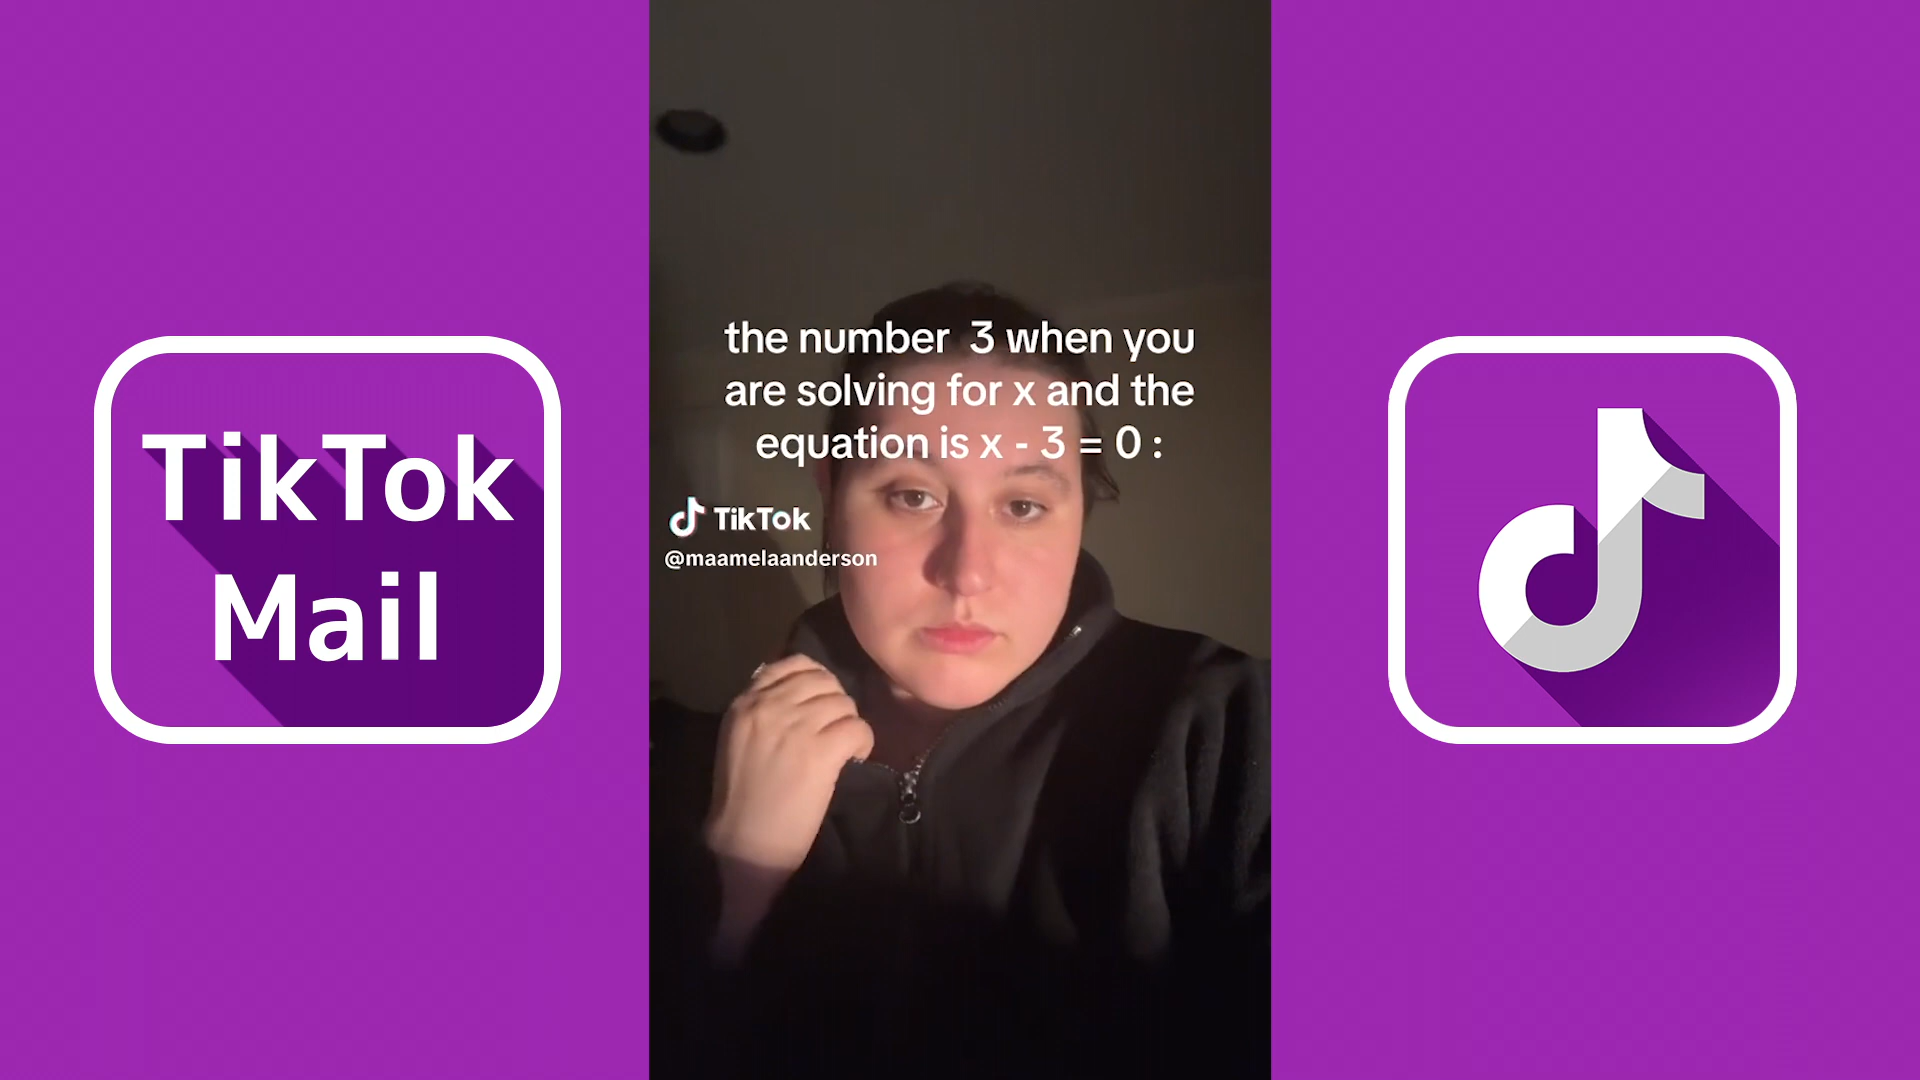 TikTok
Mail
the number  3 when you
are solving for x and the
equation is x - 3 = 0 :
TikTok
@maamelaanderson